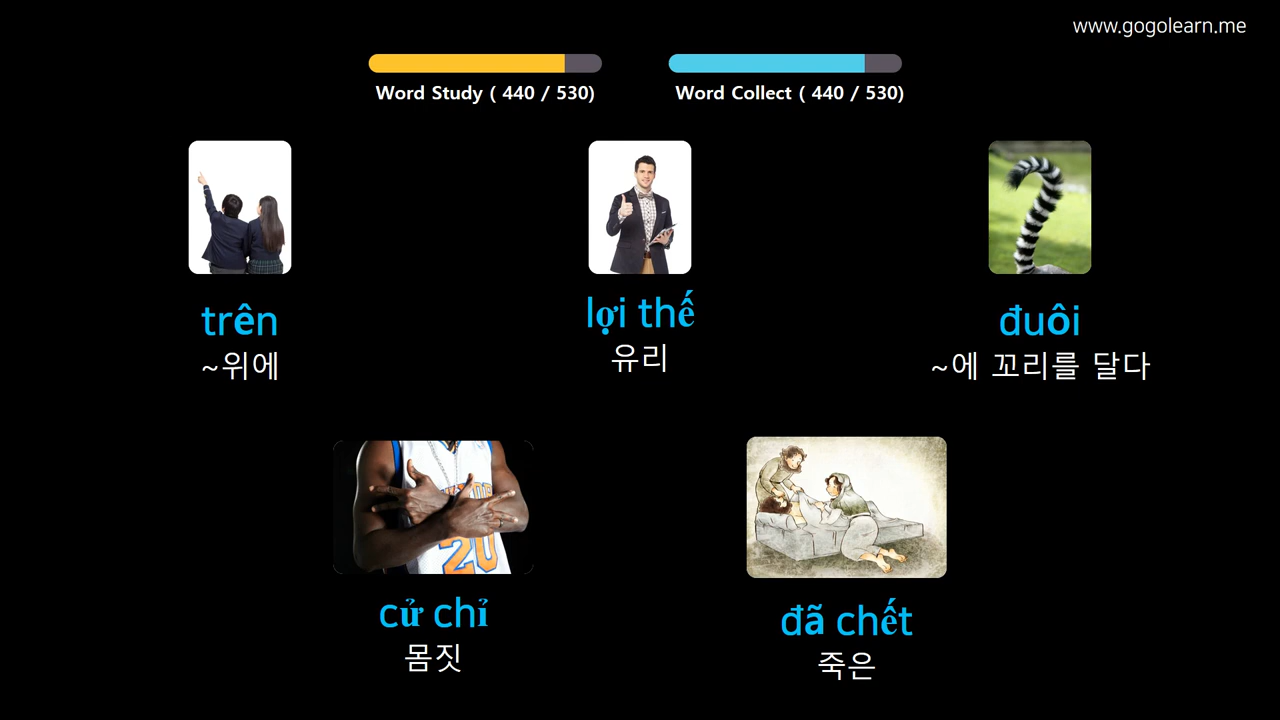 www.gogolearn.me
Word Study ( 440 / 530)
Word Collect ( 440 / 530)
trên
~위에
lợi thế
유리
đuôi
~에 꼬리를 달다
20
cử chỉ
몸짓
đã chết
죽은